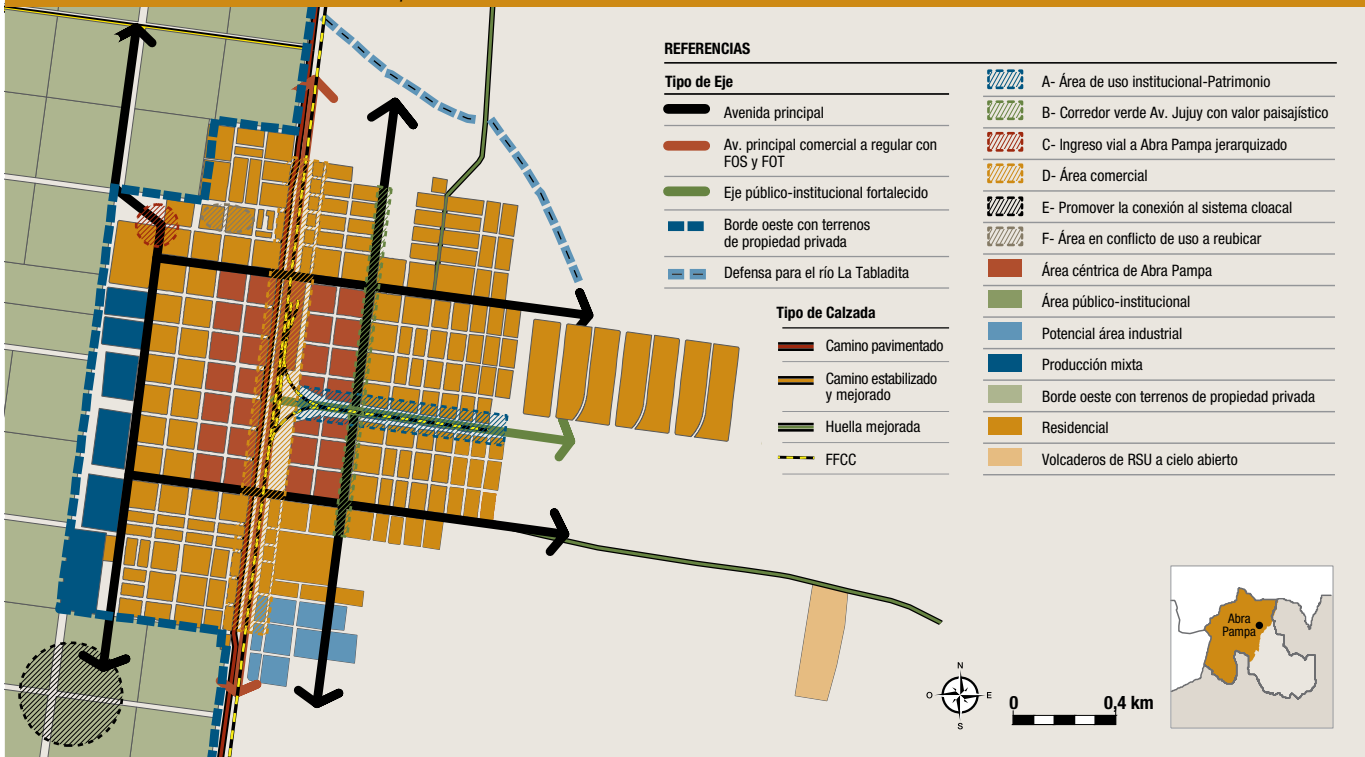 REFERENCIAS
Tipo de Eje
Avenida principal
Av. principal comercial a regular con
FOS y FOT
Eje público-institucional fortalecido
Borde oeste con terrenos
de propiedad privada
Defensa para el río La Tabladita
Tipo de Calzada
Camino pavimentado
Camino estabilizado
y mejorado
Huella mejorada
FFCC
A- Área de uso institucional-Patrimonio
B- Corredor verde Av. Jujuy con valor paisajístico
C- Ingreso vial a Abra Pampa jerarquizado
D- Área comercial
E- Promover la conexión al sistema cloacal
F- Área en conflicto de uso a reubicar
Área céntrica de Abra Pampa
Área público-institucional
Potencial área industrial
Producción mixta
Borde oeste con terrenos de propiedad privada
Residencial
Volcaderos de RSU a cielo abierto
N
O
E
S
0
0,4 km
Abra
Pampa